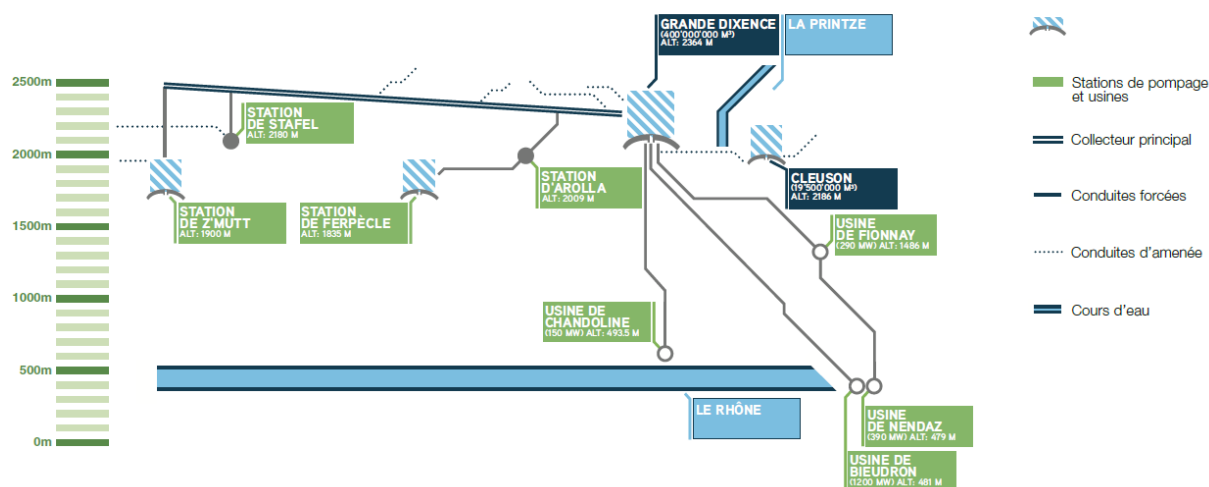 GRANDE DIXENCE
(400'000'000 M³)
ALT: 2364 M
LA PRINTZE
2500m
2000m
1500m
1000m
500m
0m
STATION
DE STAFEL
ALT: 2180 M
STATION
DE Z'MUTT
ALT: 1900 M
STATION
DE FERPÈCLE
ALT: 1835 M
STATION
D'AROLLA
ALT: 2009 M
CLEUSON
(19'500'000 M³)
ALT: 2186 M
USINE
DE FIONNAY
(290 MW) ALT: 1486 M
USINE DE
CHANDOLINE
(150 MW) ALT: 493.5 M
LE RHÔNE
USINE
DE NENDAZ
(390 MW) ALT: 479 M
USINE DE
BIEUDRON
(1200 MW) ALT: 481 M
Stations de pompage
et usines
Collecteur principal
Conduites forcées
Conduites d'amenée
Cours d'eau